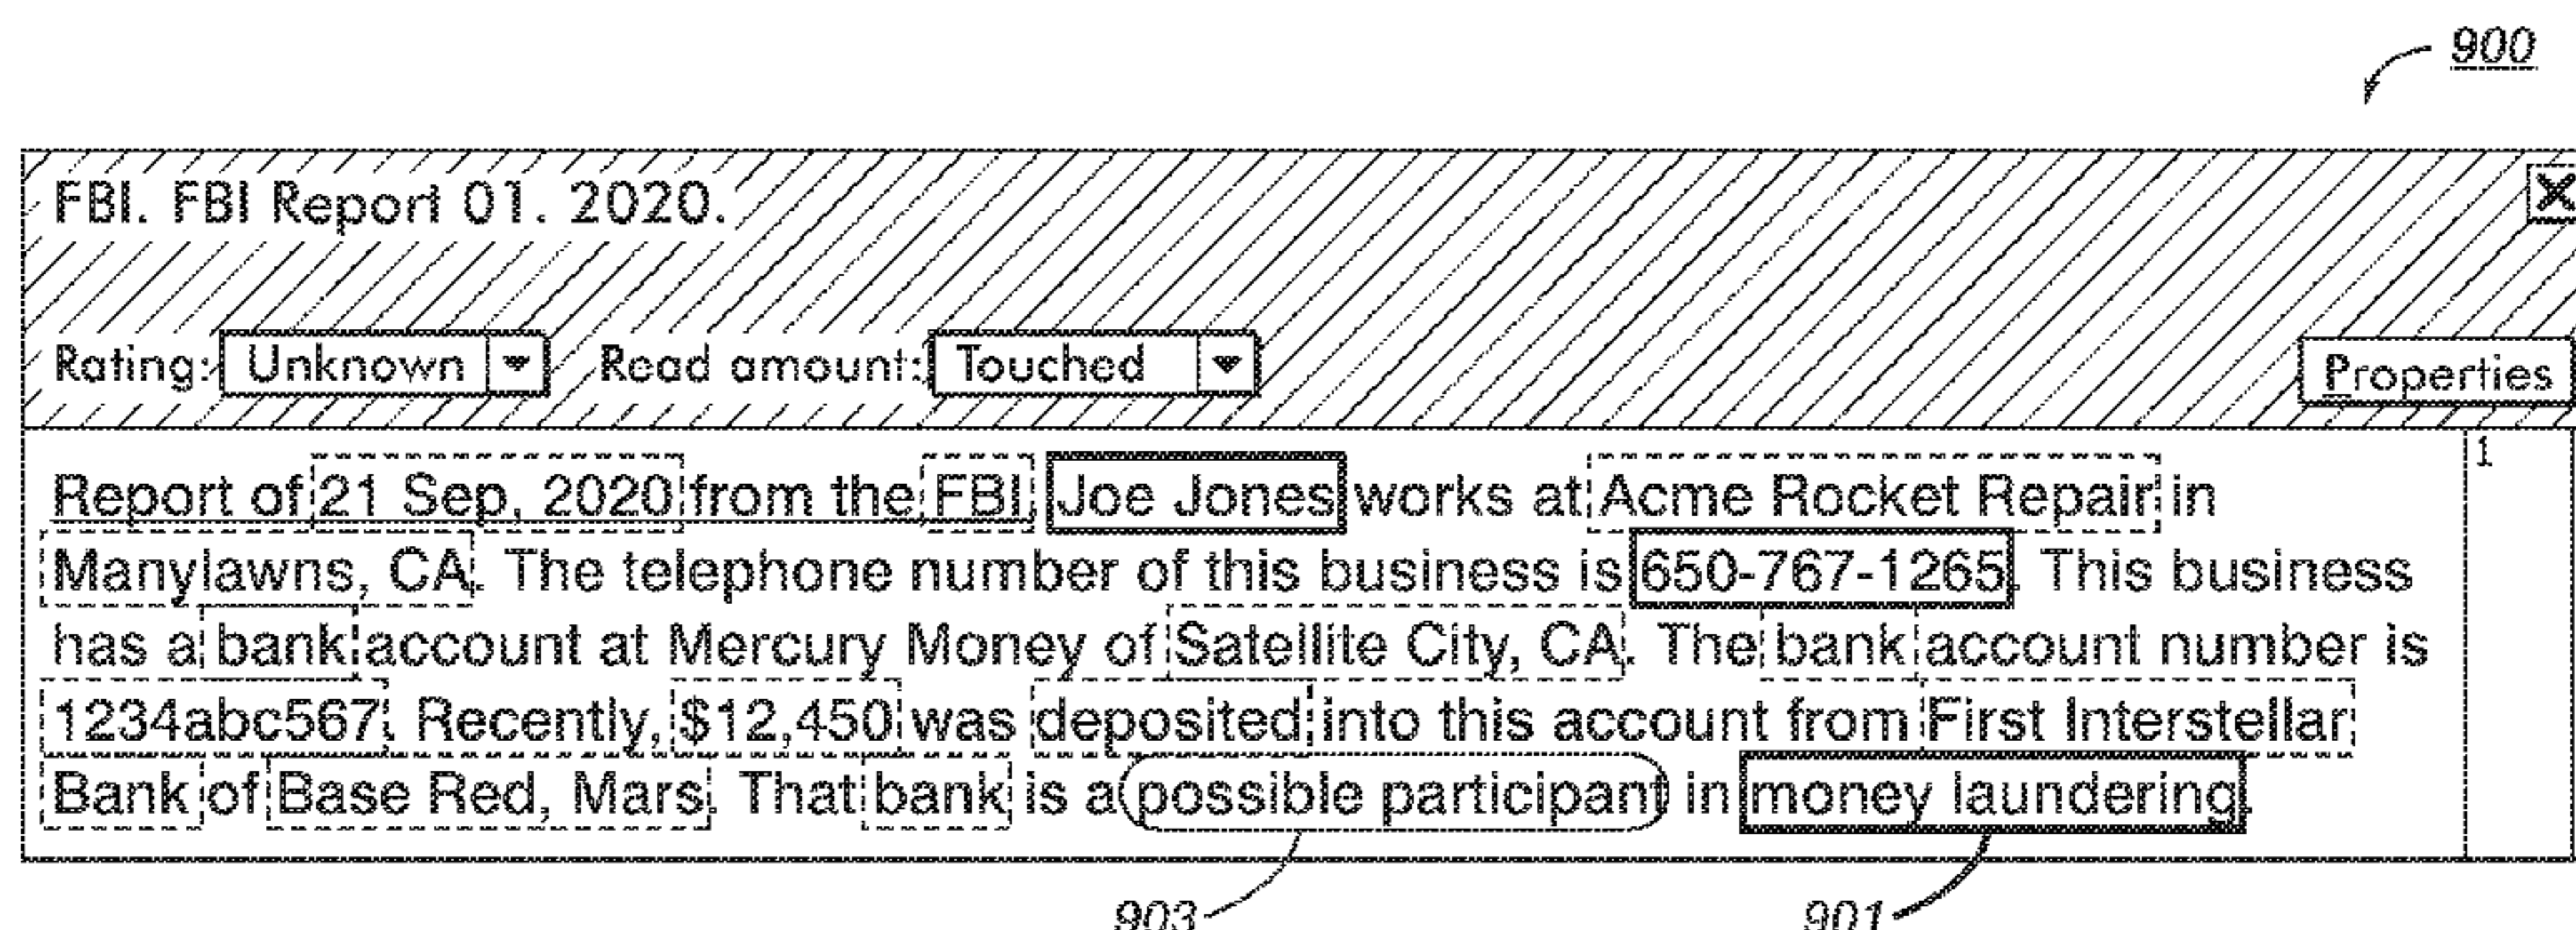 900
FBI. FBI Report 01. 2020.
X
Rating: Unknown Read amount: Touched Properties
Report of 21 Sep, 2020 from the FBI. Joe Jones works at Acme Rocket Repair in
1
Manylawns, CA. The telephone number of this business is 650-767-1265. This business
has a bank account at Mercury Money of Satellite City, CA. The bank account number is
1234abc567. Recently, $12,450 was deposited into this account from First Interstellar
Bank of Base Red, Mars. That bank is a possible participant in money laundering.
903 901